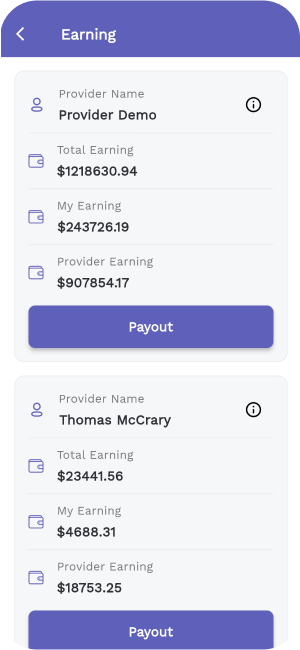 Earning
Provider Name
Provider Demo
Total Earning
$1218630.94
My Earning
$243726.19
Provider Earning
$907854.17
Payout
Provider Name
Thomas McCrary
Total Earning
$23441.56
My Earning
$4688.31
Provider Earning
$18753.25
Payout